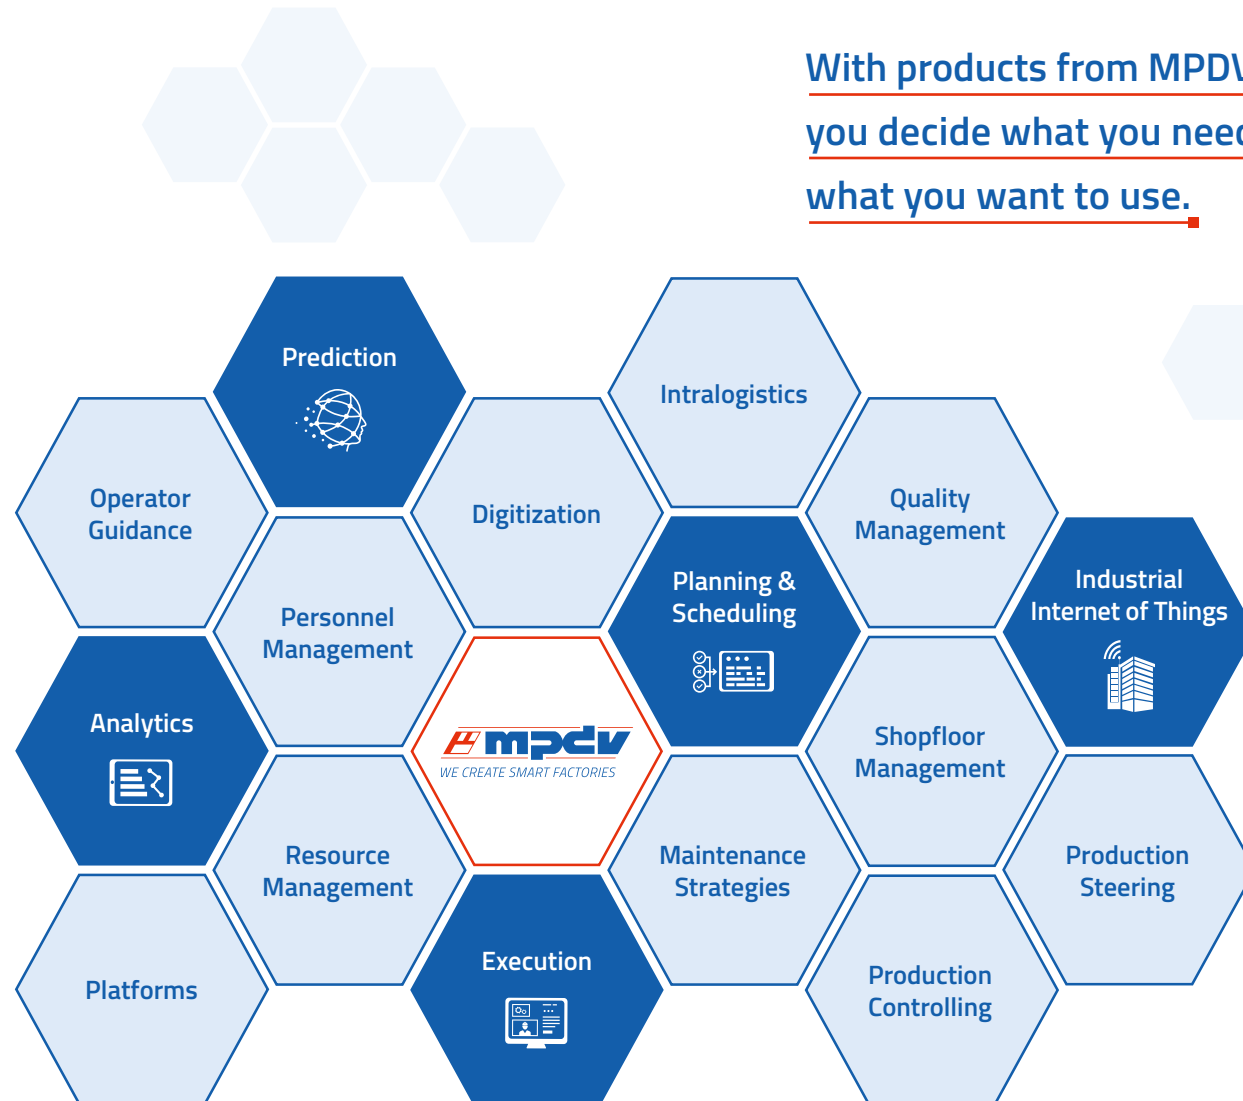 With products from MPDV
you decide what you need
what you want to use.
Prediction
Intralogistics
Operator
Guidance
Digitization
Quality
Management
Planning &
Scheduling
Industrial
Internet of Things
Personnel
Management
Analytics
mpdv
WE CREATE SMART FACTORIES
Shopfloor
Management
Resource
Management
Maintenance
Strategies
Production
Steering
Platforms
Execution
Production
Controlling